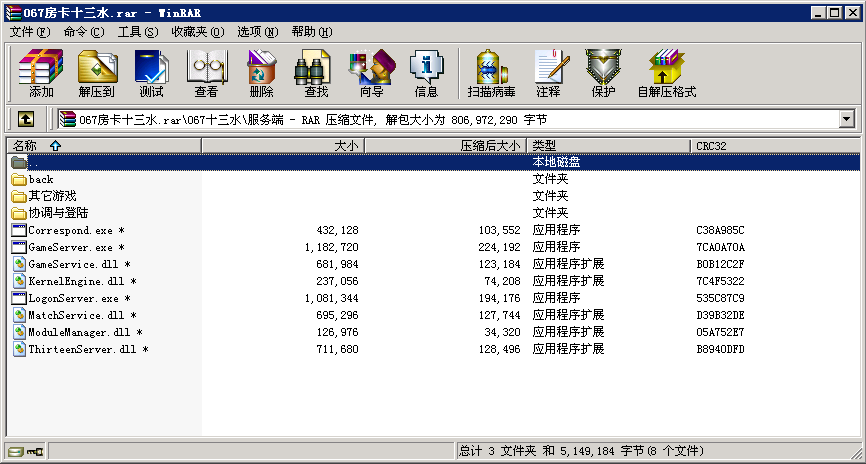 067房卡十三水.rar - WinRAR
文件(F) 命令(C) 工具(S) 收藏夹(O) 选项(N) 帮助(H)
添加 解压到 测试 查看 删除 查找 向导 信息 扫描病毒 注释 保护 自解压格式
067房卡十三水.rar\067十三水\服务端 - RAR 压缩文件, 解包大小为 806,972,290 字节
名称 大小 压缩后大小 类型 CRC32
.. 本地磁盘
back 文件夹
其它游戏 文件夹
协调与登陆 文件夹
Correspond.exe * 432,128 103,552 应用程序 C38A985C
GameServer.exe * 1,182,720 224,192 应用程序 7CA0A70A
GameService.dll * 681,984 123,184 应用程序扩展 B0B12C2F
KernelEngine.dll * 237,056 74,208 应用程序扩展 7C4F5322
LogonServer.exe * 1,081,344 194,176 应用程序 535C87C9
MatchService.dll * 695,296 127,744 应用程序扩展 D39B32DE
ModuleManager.dll * 126,976 34,320 应用程序扩展 05A752E7
ThirteenServer.dll * 711,680 128,496 应用程序扩展 B8940DFD
总计 3 文件夹 和 5,149,184 字节(8 个文件)